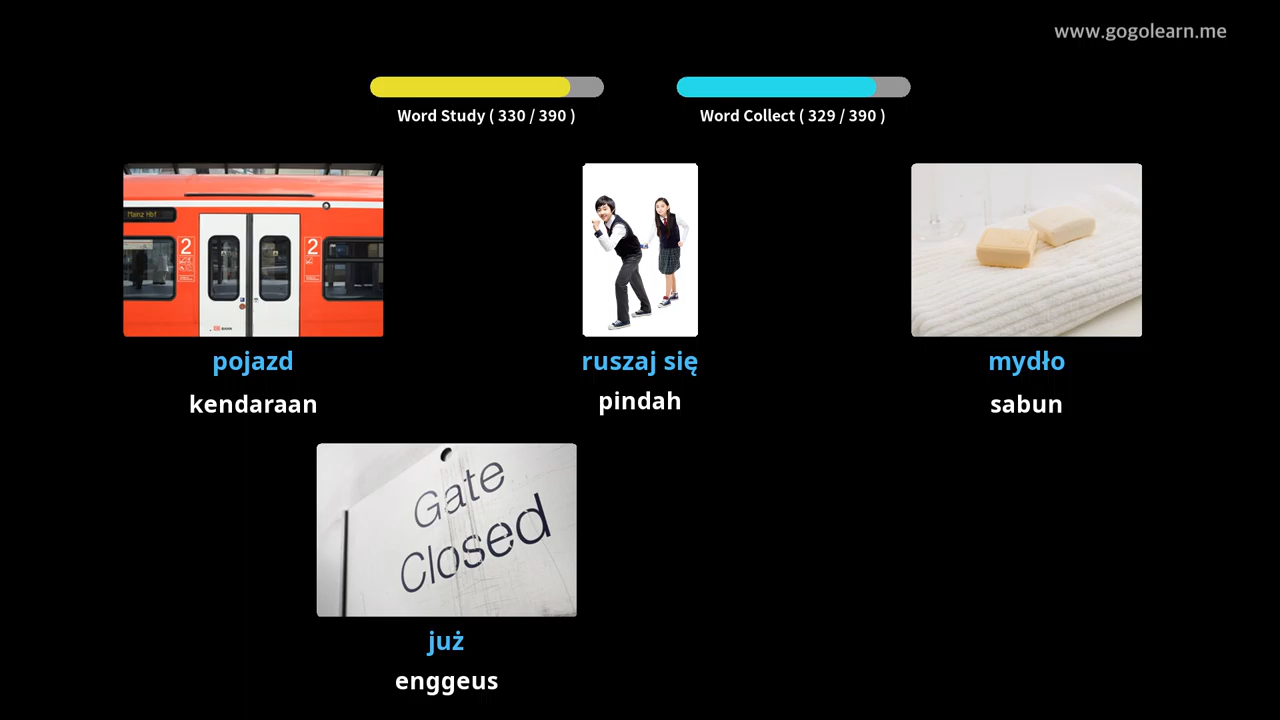 www.gogolearn.me
Word Study ( 330 / 390 )
Word Collect ( 329 / 390 )
Mainz Hbf
2
2
pojazd
kendaraan
ruszaj się
pindah
mydło
sabun
Gate
Closed
już
enggeus